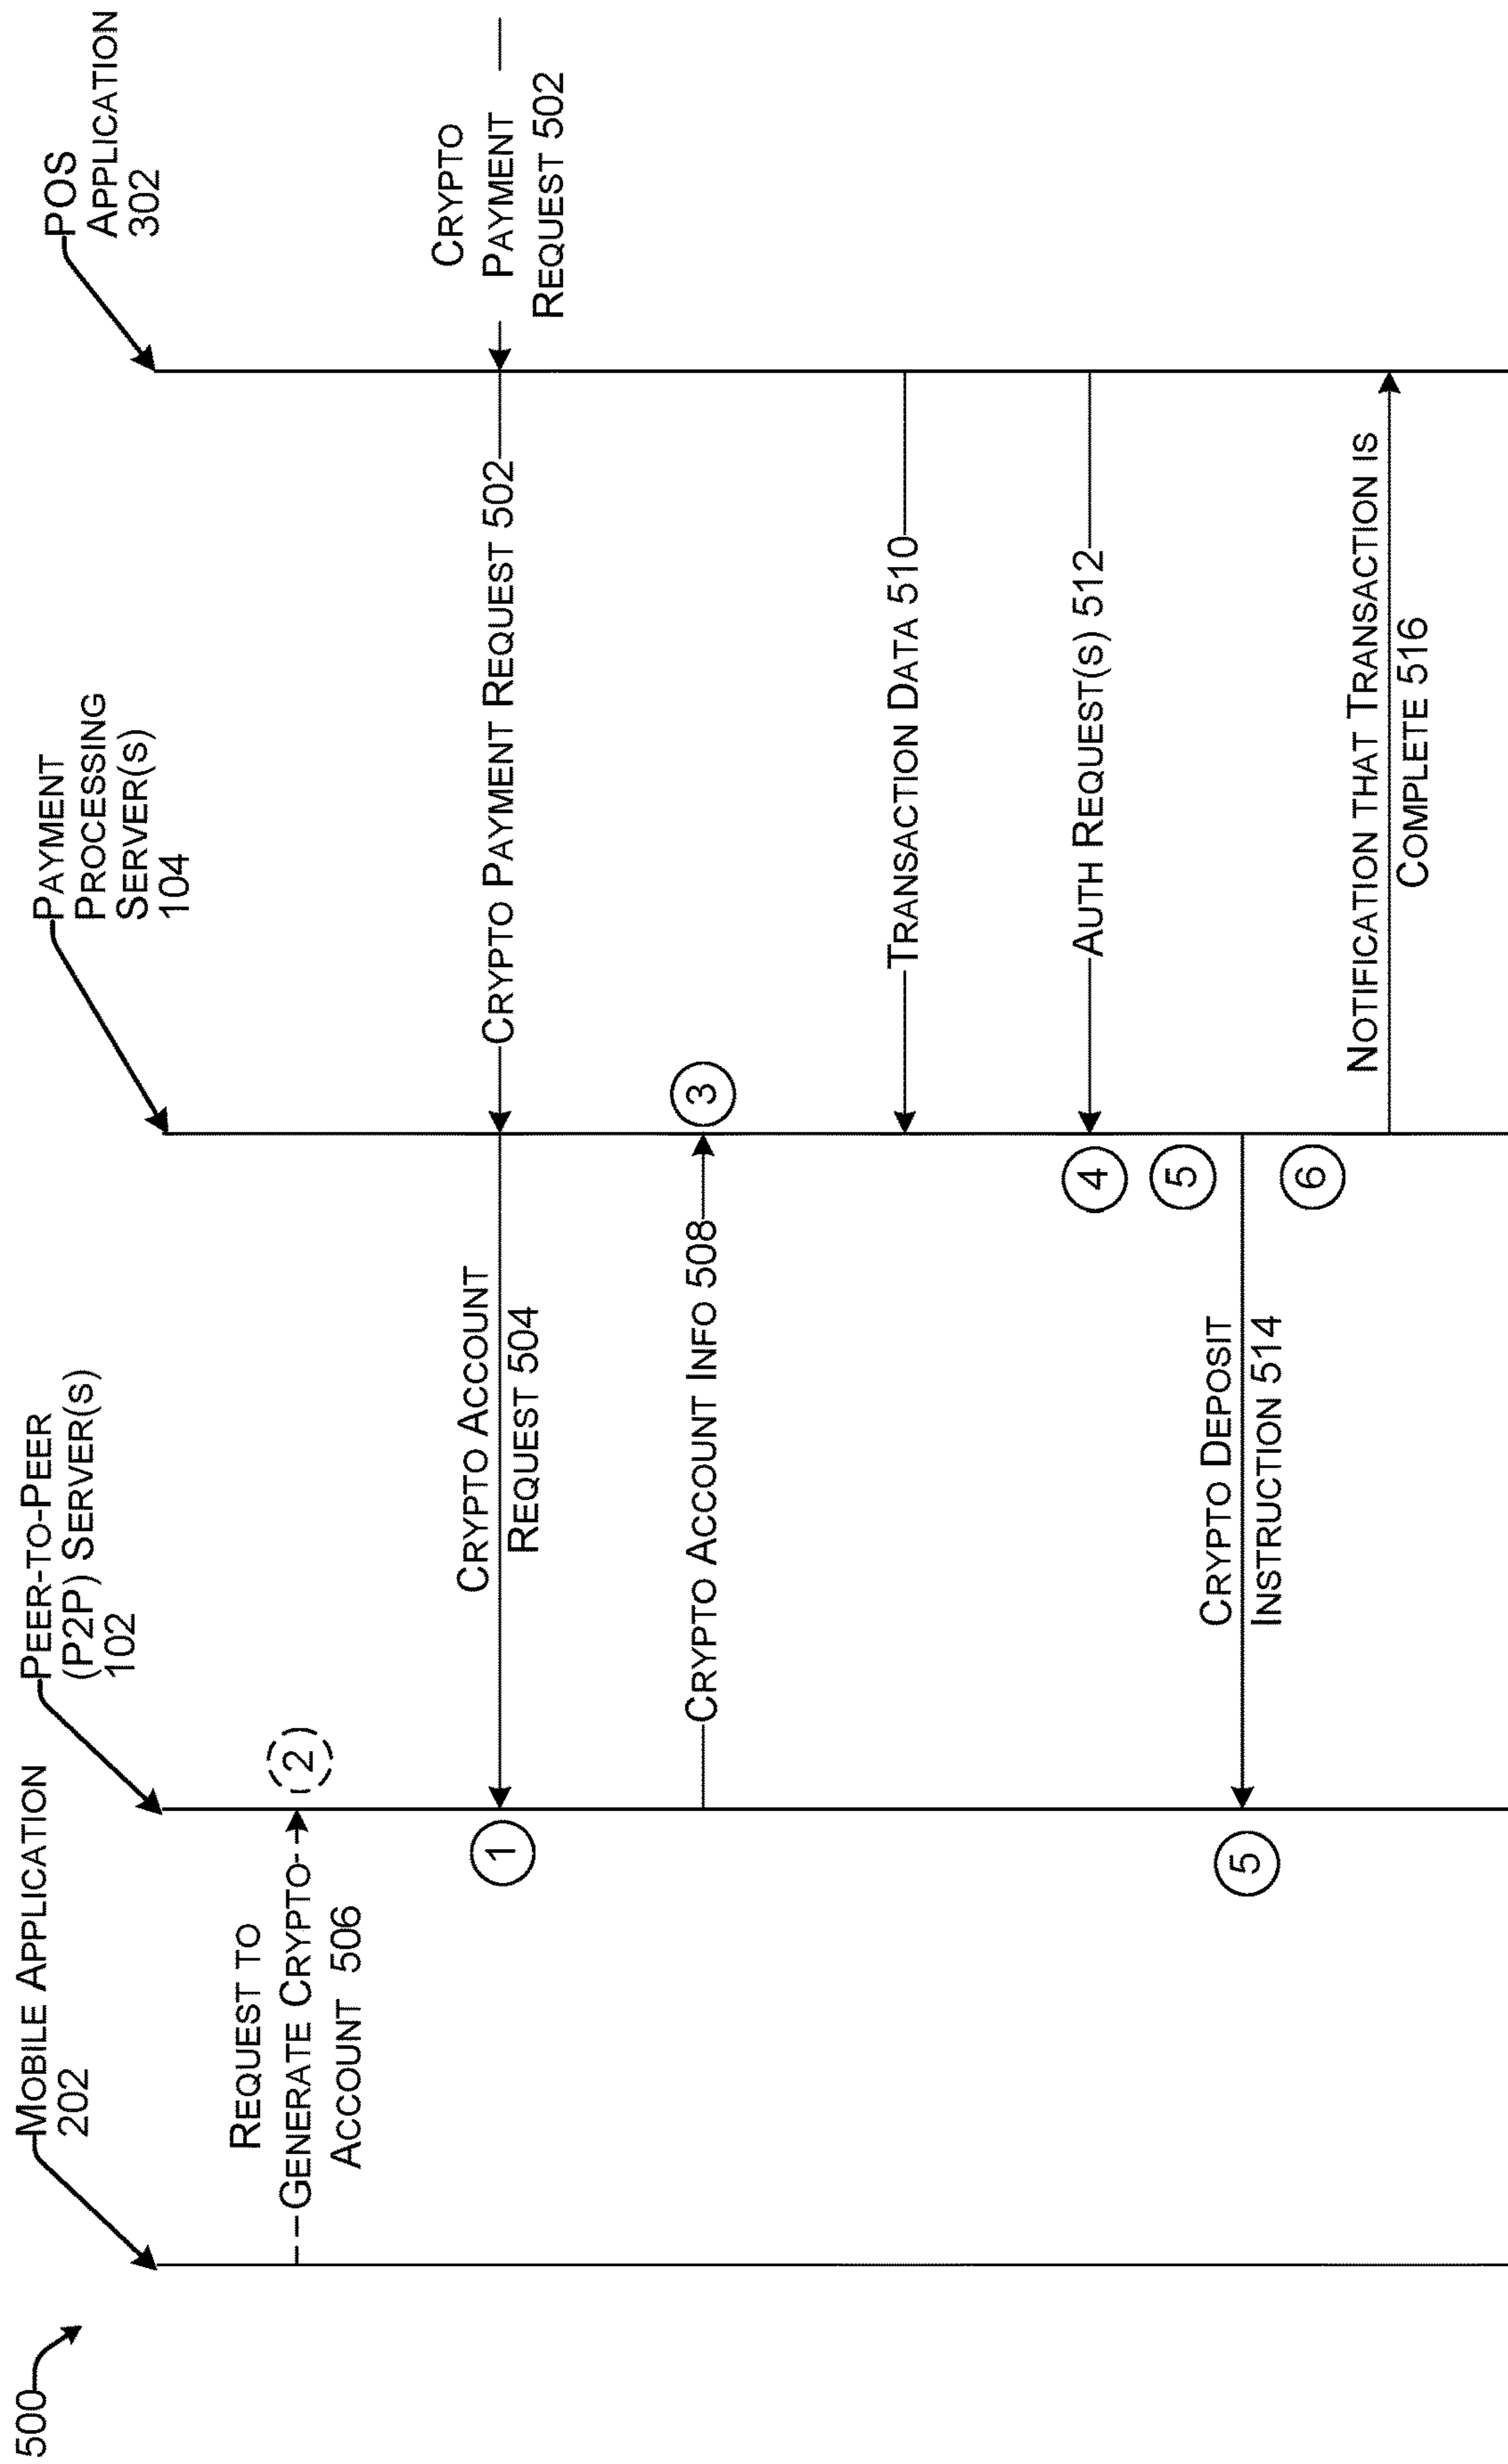 500
MOBILE APPLICATION
202
PEER-TO-PEER
(P2P) SERVER(S)
102
PAYMENT
PROCESSING
SERVER(S)
104
POS
APPLICATION
302
REQUEST TO
GENERATE CRYPTO
ACCOUNT 506
2
CRYPTO
PAYMENT
REQUEST 502
CRYPTO PAYMENT REQUEST 502
CRYPTO ACCOUNT
REQUEST 504
1
CRYPTO ACCOUNT INFO 508
3
TRANSACTION DATA 510
AUTH REQUEST(S) 512
4
5
CRYPTO DEPOSIT
INSTRUCTION 514
5
6
NOTIFICATION THAT TRANSACTION IS
COMPLETE 516